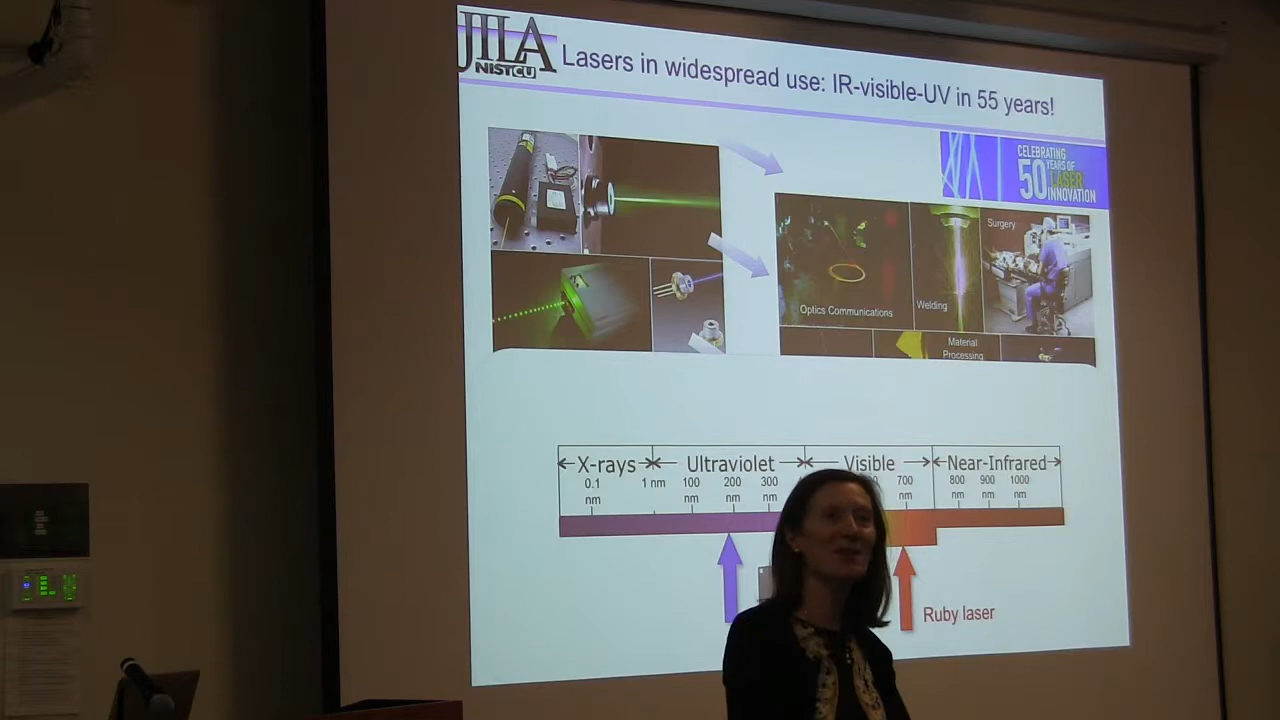 JILA
NIST CU
Lasers in widespread use: IR-visible-UV in 55 years!
CELEBRATING
50 YEARS OF
LASER
INNOVATION
Surgery
Optics Communications
Welding
Material
Processing
X-rays
Ultraviolet
Visible
Near-Infrared
0.1 1 nm 100 200 300 700 800 900 1000
nm nm nm nm nm nm nm nm
Ruby laser